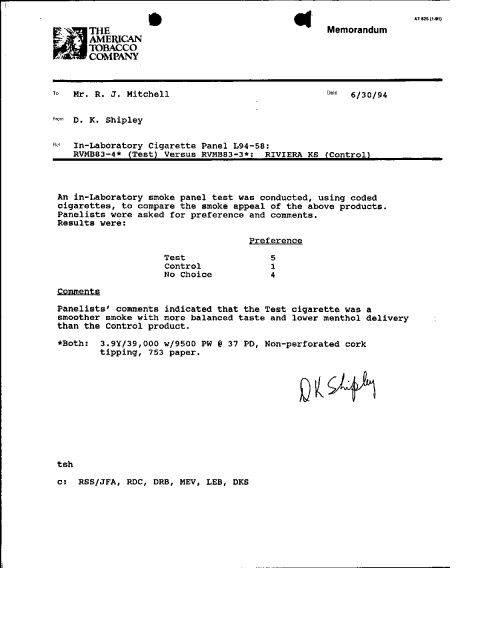 AT 825 (1-91)
THE
AMERICAN
TOBACCO
COMPANY
Memorandum
To Mr. R. J. Mitchell Date 6/30/94
From D. K. Shipley
Re: In-Laboratory Cigarette Panel L94-58:
RVMB83-4* (Test) Versus RVMB83-3*: RIVIERA KS (Control)
An in-Laboratory smoke panel test was conducted, using coded
cigarettes, to compare the smoke appeal of the above products.
Panelists were asked for preference and comments.
Results were:
Preference
Test 5
Control 1
No Choice 4
Comments
Panelists' comments indicated that the Test cigarette was a
smoother smoke with more balanced taste and lower menthol delivery
than the Control product.
*Both: 3.9Y/39,000 w/9500 PW @ 37 PD, Non-perforated cork
tipping, 753 paper.
DK Shipley
tsh
c: RSS/JFA, RDC, DRB, MEV, LEB, DKS